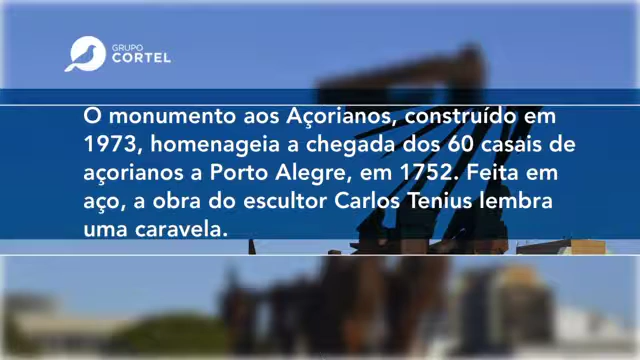 GRUPO
CORTEL
O monumento aos Açorianos, construído em
1973, homenageia a chegada dos 60 casais de
açorianos a Porto Alegre, em 1752. Feita em
aço, a obra do escultor Carlos Tenius lembra
uma caravela.